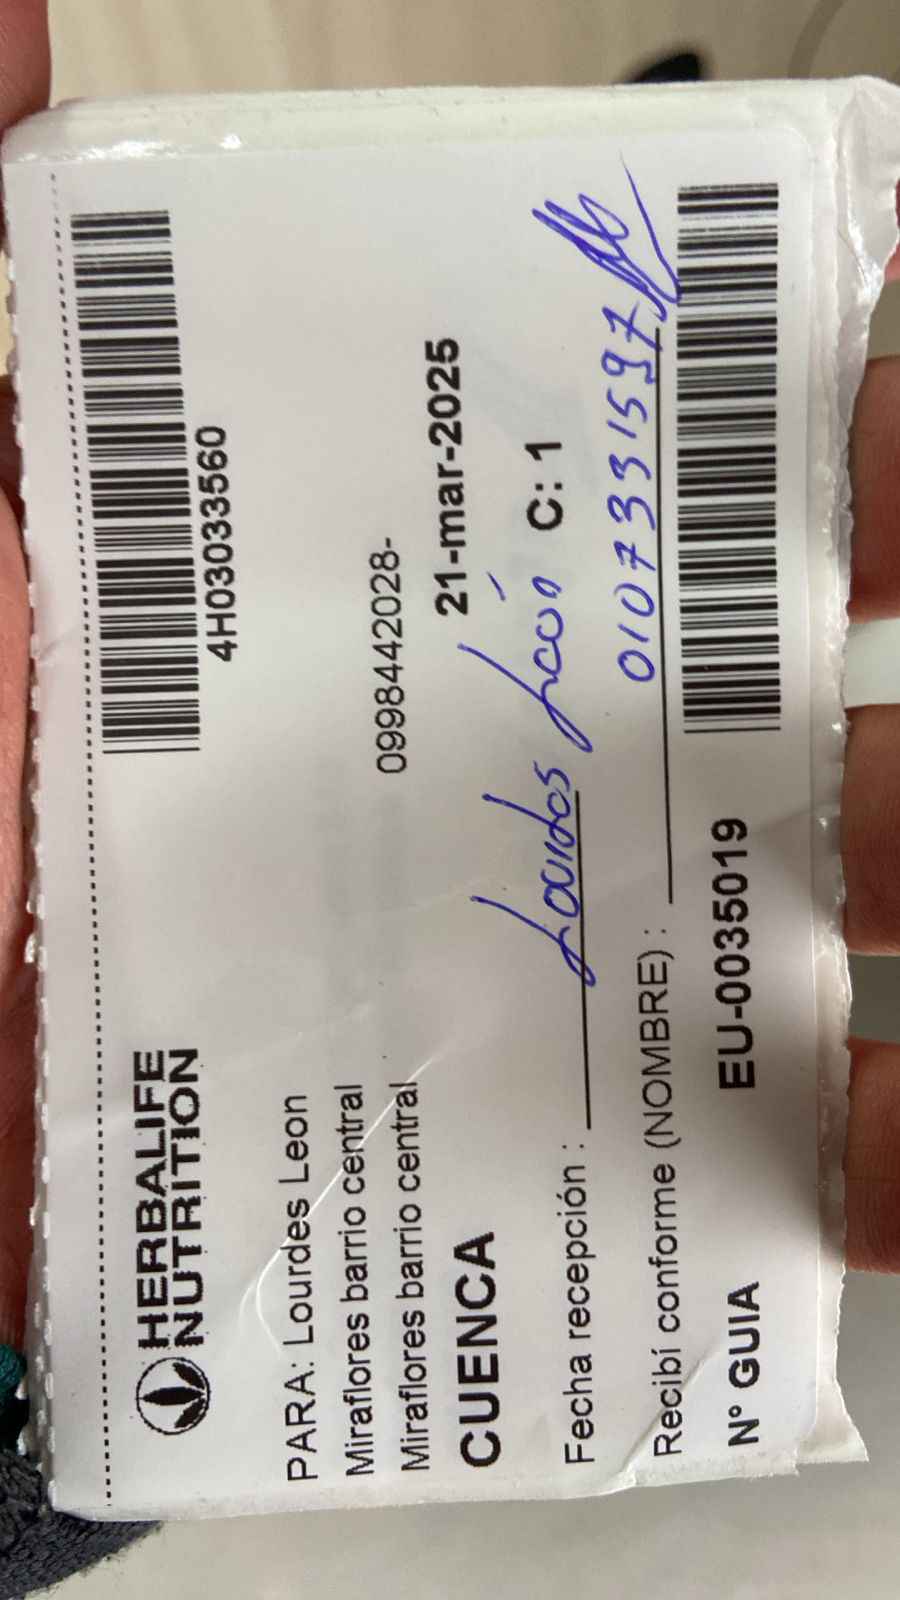 HERBALIFE
NUTRITION
4H03033560
PARA: Lourdes Leon
Miraflores barrio central
0998442028-
Miraflores barrio central
21-mar-2025
CUENCA
Lourdes León
C: 1
Fecha recepción :
0107331597
Recibí conforme (NOMBRE) :
N° GUIA
EU-0035019